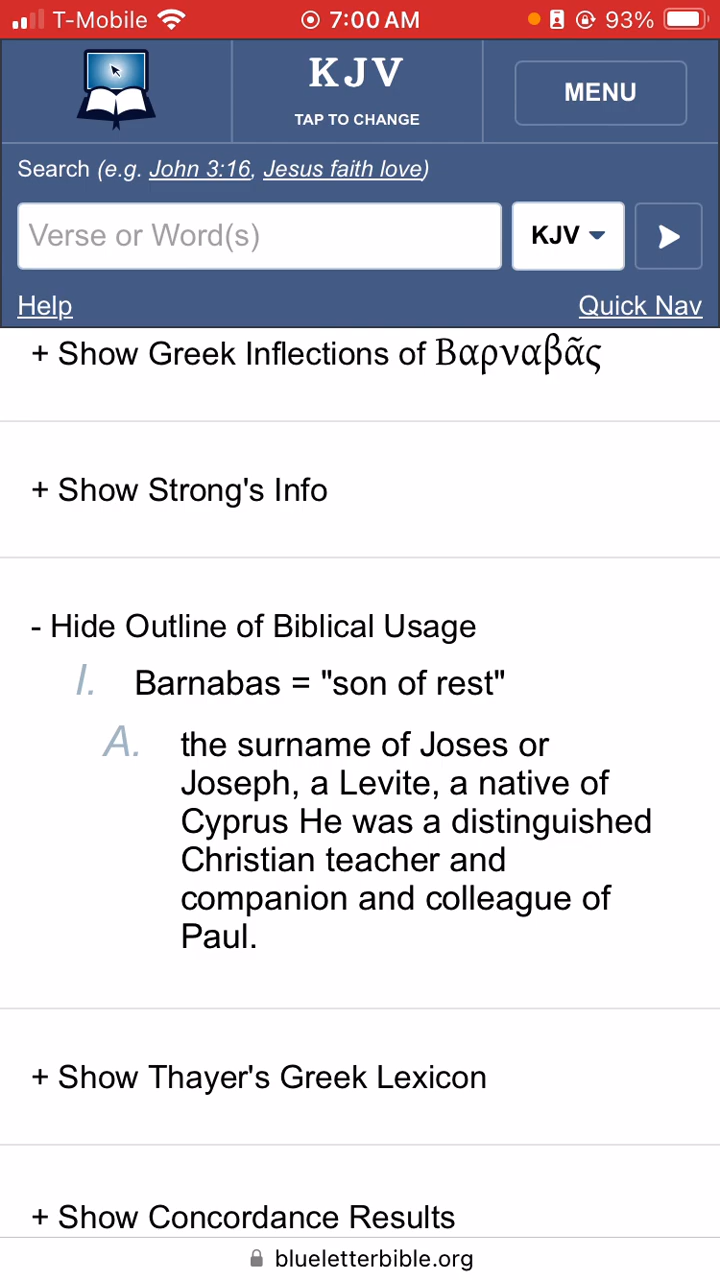 T-Mobile 7:00 AM 93%
KJV
TAP TO CHANGE
MENU
Search (e.g. John 3:16, Jesus faith love)
Verse or Word(s)
KJV
Help
Quick Nav
+ Show Greek Inflections of Βαρναβᾶς
+ Show Strong's Info
- Hide Outline of Biblical Usage
I. Barnabas = "son of rest"
A. the surname of Joses or
Joseph, a Levite, a native of
Cyprus He was a distinguished
Christian teacher and
companion and colleague of
Paul.
+ Show Thayer's Greek Lexicon
+ Show Concordance Results
blueletterbible.org